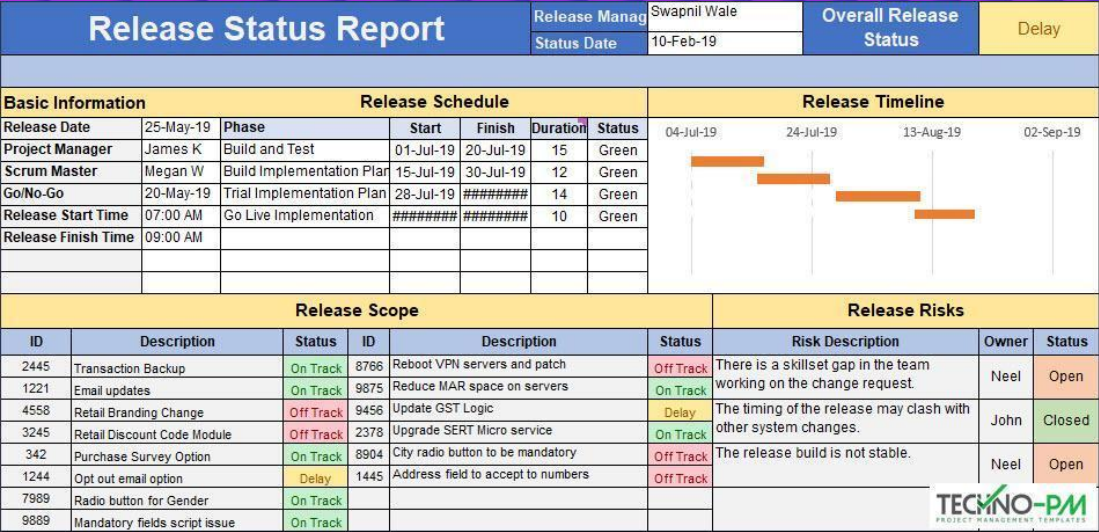 Release Status Report
Release Manag
Swapnil Wale
Status Date
10-Feb-19
Overall Release
Status
Delay
Basic Information
Release Schedule
Release Timeline
Release Date 25-May-19 Phase Start Finish Duration Status
Project Manager James K Build and Test 01-Jul-19 20-Jul-19 15 Green
Scrum Master Megan W Build Implementation Plan 15-Jul-19 30-Jul-19 12 Green
Go/No-Go 20-May-19 Trial Implementation Plan 28-Jul-19 ######## 14 Green
Release Start Time 07:00 AM Go Live Implementation ######## ######## 10 Green
Release Finish Time 09:00 AM
04-Jul-19 24-Jul-19 13-Aug-19 02-Sep-19
Release Scope
ID Description Status ID Description Status
2445 Transaction Backup On Track 8766 Reboot VPN servers and patch Off Track
1221 Email updates On Track 9875 Reduce MAR space on servers On Track
4558 Retail Branding Change Off Track 9456 Update GST Logic Delay
3245 Retail Discount Code Module Off Track 2378 Upgrade SERT Micro service On Track
342 Purchase Survey Option On Track 8904 City radio button to be mandatory Off Track
1244 Opt out email option Delay 1445 Address field to accept to numbers Off Track
7989 Radio button for Gender On Track
9889 Mandatory fields script issue On Track
Release Risks
Risk Description Owner Status
There is a skillset gap in the team
working on the change request.
Neel Open
The timing of the release may clash with
other system changes.
John Closed
The release build is not stable.
Neel Open
TECHNO-PM
PROJECT MANAGEMENT TEMPLATES